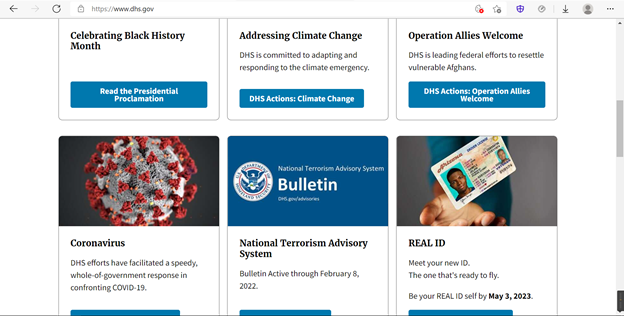 https://www.dhs.gov
Celebrating Black History
Month
Read the Presidential
Proclamation
Addressing Climate Change
DHS is committed to adapting and
responding to the climate emergency.
DHS Actions: Climate Change
Operation Allies Welcome
DHS is leading federal efforts to resettle
vulnerable Afghans.
DHS Actions: Operation Allies
Welcome
Coronavirus
DHS efforts have facilitated a speedy,
whole-of-government response in
confronting COVID-19.
National Terrorism Advisory System
Bulletin
DHS.gov/advisories
National Terrorism Advisory
System
Bulletin Active through February 8,
2022.
REAL ID
Meet your new ID.
The one that's ready to fly.
Be your REAL ID self by May 3, 2023.